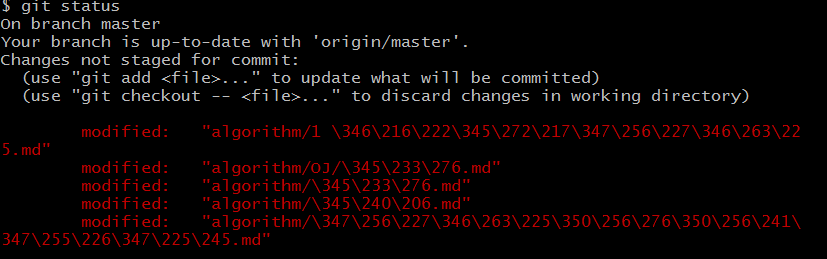 $ git status
On branch master
Your branch is up-to-date with 'origin/master'.
Changes not staged for commit:
  (use "git add <file>..." to update what will be committed)
  (use "git checkout -- <file>..." to discard changes in working directory)
        modified:   "algorithm/1 \346\216\222\345\272\217\347\256\227\346\263\22
5.md"
        modified:   "algorithm/OJ/\345\233\276.md"
        modified:   "algorithm/\345\233\276.md"
        modified:   "algorithm/\345\240\206.md"
        modified:   "algorithm/\347\256\227\346\263\225\350\256\276\350\256\241\
347\255\226\347\225\245.md"